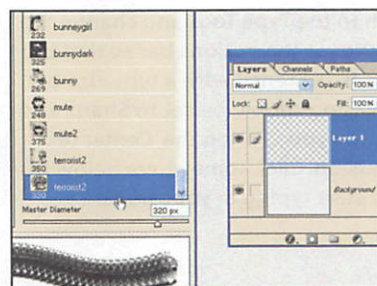 232 bunneygirl
325 bunnydark
269 bunny
248 mute
375 mute2
350 terrorist2
320 terrorist2
Master Diameter 320 px
Layers Channels Paths
Normal Opacity: 100%
Lock: Fill: 100%
Layer 1
Background